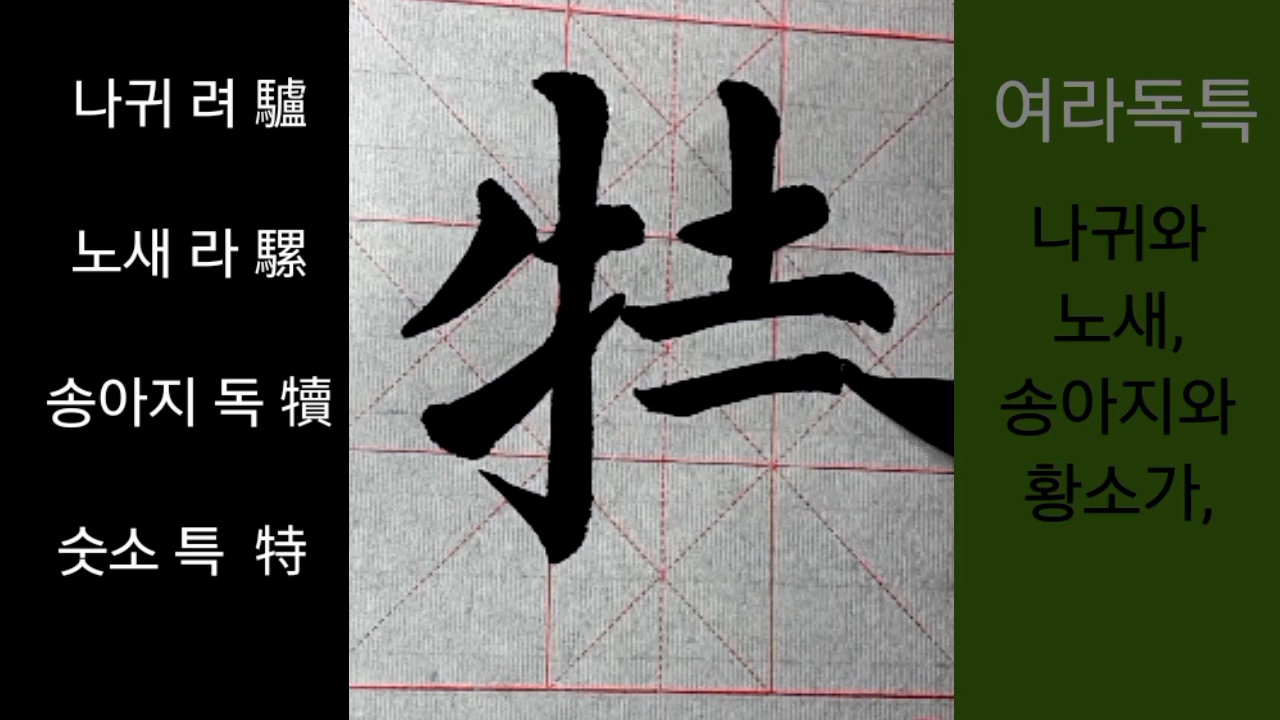 나귀 려 驢
노새 라 騾
송아지 독 犢
숫소 특 特
여라독특
나귀와
노새,
송아지와
황소가,